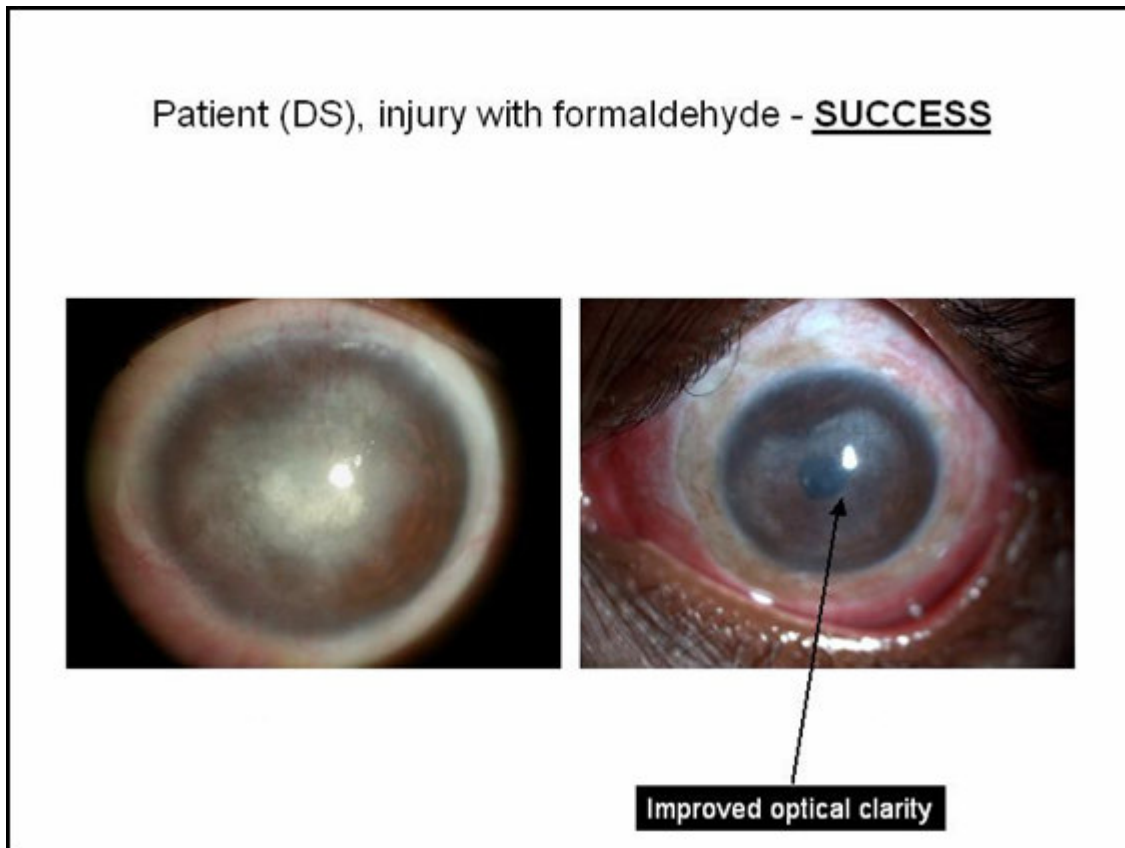 Patient (DS), injury with formaldehyde - SUCCESS
Improved optical clarity